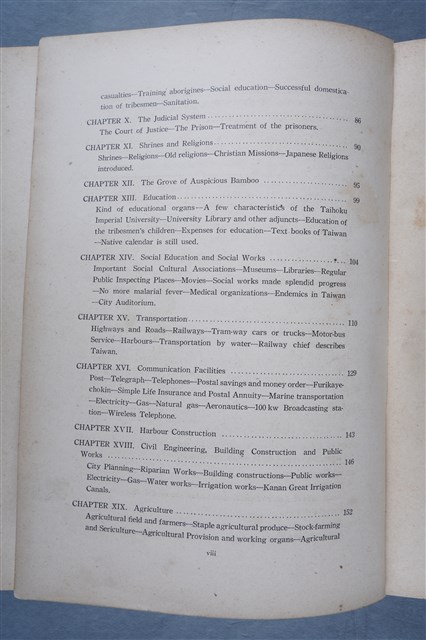 casualties—Training aborigines—Social education—Successful domestica-
tion of tribesmen—Sanitation.
CHAPTER X. The Judicial System 86
The Court of Justice—The Prison—Treatment of the prisoners.
CHAPTER XI. Shrines and Religions 90
Shrines—Religions—Old religions—Christian Missions—Japanese Religions
introduced.
CHAPTER XII. The Grove of Auspicious Bamboo 95
CHAPTER XIII. Education 99
Kind of educational organs—A few characteristics of the Taihoku
Imperial University—University Library and other adjuncts—Education of
the tribesmen's children—Expenses for education—Text books of Taiwan
—Native calendar is still used.
CHAPTER XIV. Social Education and Social Works 104
Important Social Cultural Associations—Museums—Libraries—Regular
Public Inspecting Places—Movies—Social works made splendid progress
—No more malarial fever—Medical organizations—Endemics in Taiwan
—City Auditorium.
CHAPTER XV. Transportation 110
Highways and Roads—Railways—Tram-way cars or trucks—Motor-bus
Service—Harbours—Transportation by water—Railway chief describes
Taiwan.
CHAPTER XVI. Communication Facilities 129
Post—Telegraph—Telephones—Postal savings and money order—Furikaye-
chokin—Simple Life Insurance and Postal Annuity—Marine transportation
—Electricity—Gas—Natural gas—Aeronautics—100 kw Broadcasting sta-
tion—Wireless Telephone.
CHAPTER XVII. Harbour Construction 143
CHAPTER XVIII. Civil Engineering, Building Construction and Public
Works 146
City Planning—Riparian Works—Building constructions—Public works—
Electricity—Gas—Water works—Irrigation works—Kanan Great Irrigation
Canals.
CHAPTER XIX. Agriculture 152
Agricultural field and farmers—Staple agricultural produce—Stock-farming
and Sericulture—Agricultural Provision and working organs—Agricultural
viii